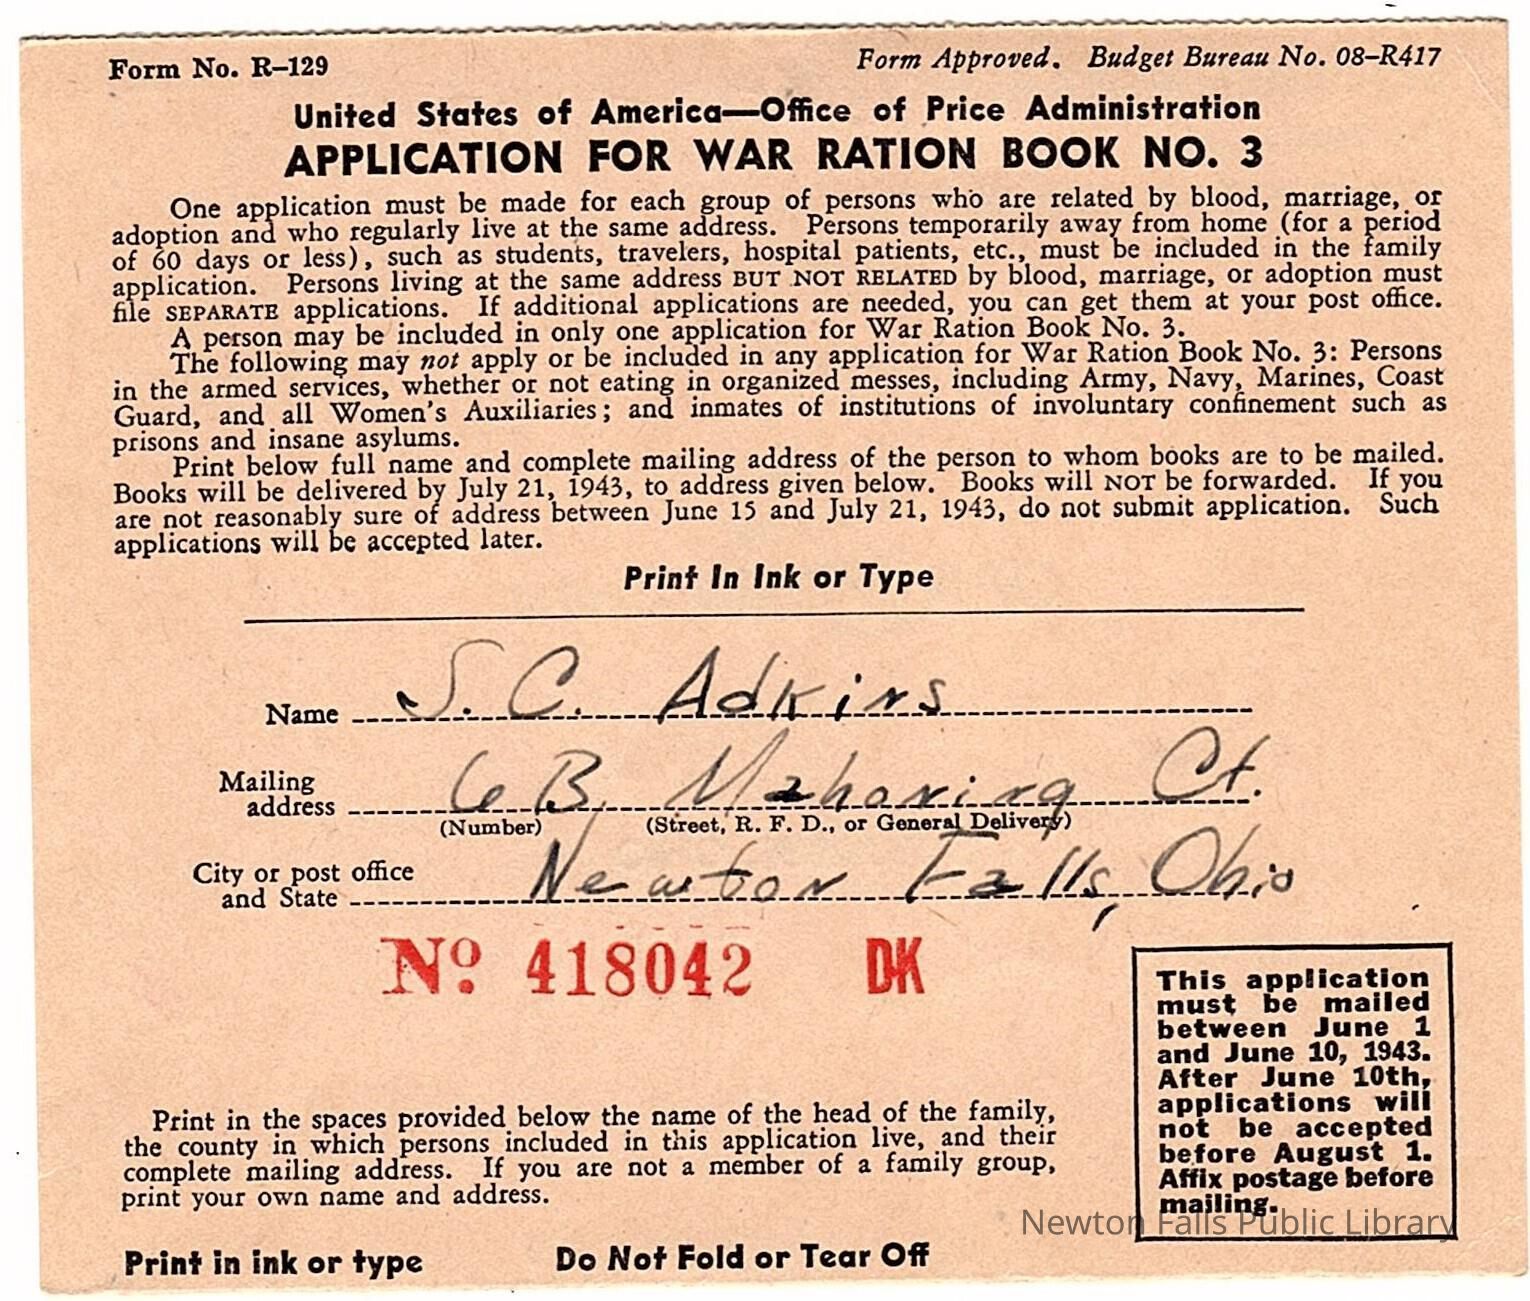 Form No. R-129
Form Approved. Budget Bureau No. 08-R417
United States of America—Office of Price Administration
APPLICATION FOR WAR RATION BOOK NO. 3
One application must be made for each group of persons who are related by blood, marriage, or
adoption and who regularly live at the same address. Persons temporarily away from home (for a period
of 60 days or less), such as students, travelers, hospital patients, etc., must be included in the family
application. Persons living at the same address BUT NOT RELATED by blood, marriage, or adoption must
file SEPARATE applications. If additional applications are needed, you can get them at your post office.
A person may be included in only one application for War Ration Book No. 3.
The following may not apply or be included in any application for War Ration Book No. 3: Persons
in the armed services, whether or not eating in organized messes, including Army, Navy, Marines, Coast
Guard, and all Women's Auxiliaries; and inmates of institutions of involuntary confinement such as
prisons and insane asylums.
Print below full name and complete mailing address of the person to whom books are to be mailed.
Books will be delivered by July 21, 1943, to address given below. Books will NOT be forwarded. If you
are not reasonably sure of address between June 15 and July 21, 1943, do not submit application. Such
applications will be accepted later.
Print In Ink or Type
Name S. C. Adkins
Mailing
address 6 B. Mahoning Ct.
(Number) (Street, R. F. D., or General Delivery)
City or post office
and State Newton Falls, Ohio
No. 418042 DK
This application
must be mailed
between June 1
and June 10, 1943.
After June 10th,
applications will
not be accepted
before August 1.
Affix postage before
mailing.
Print in the spaces provided below the name of the head of the family,
the county in which persons included in this application live, and their
complete mailing address. If you are not a member of a family group,
print your own name and address.
Newton Falls Public Library
Print in ink or type Do Not Fold or Tear Off